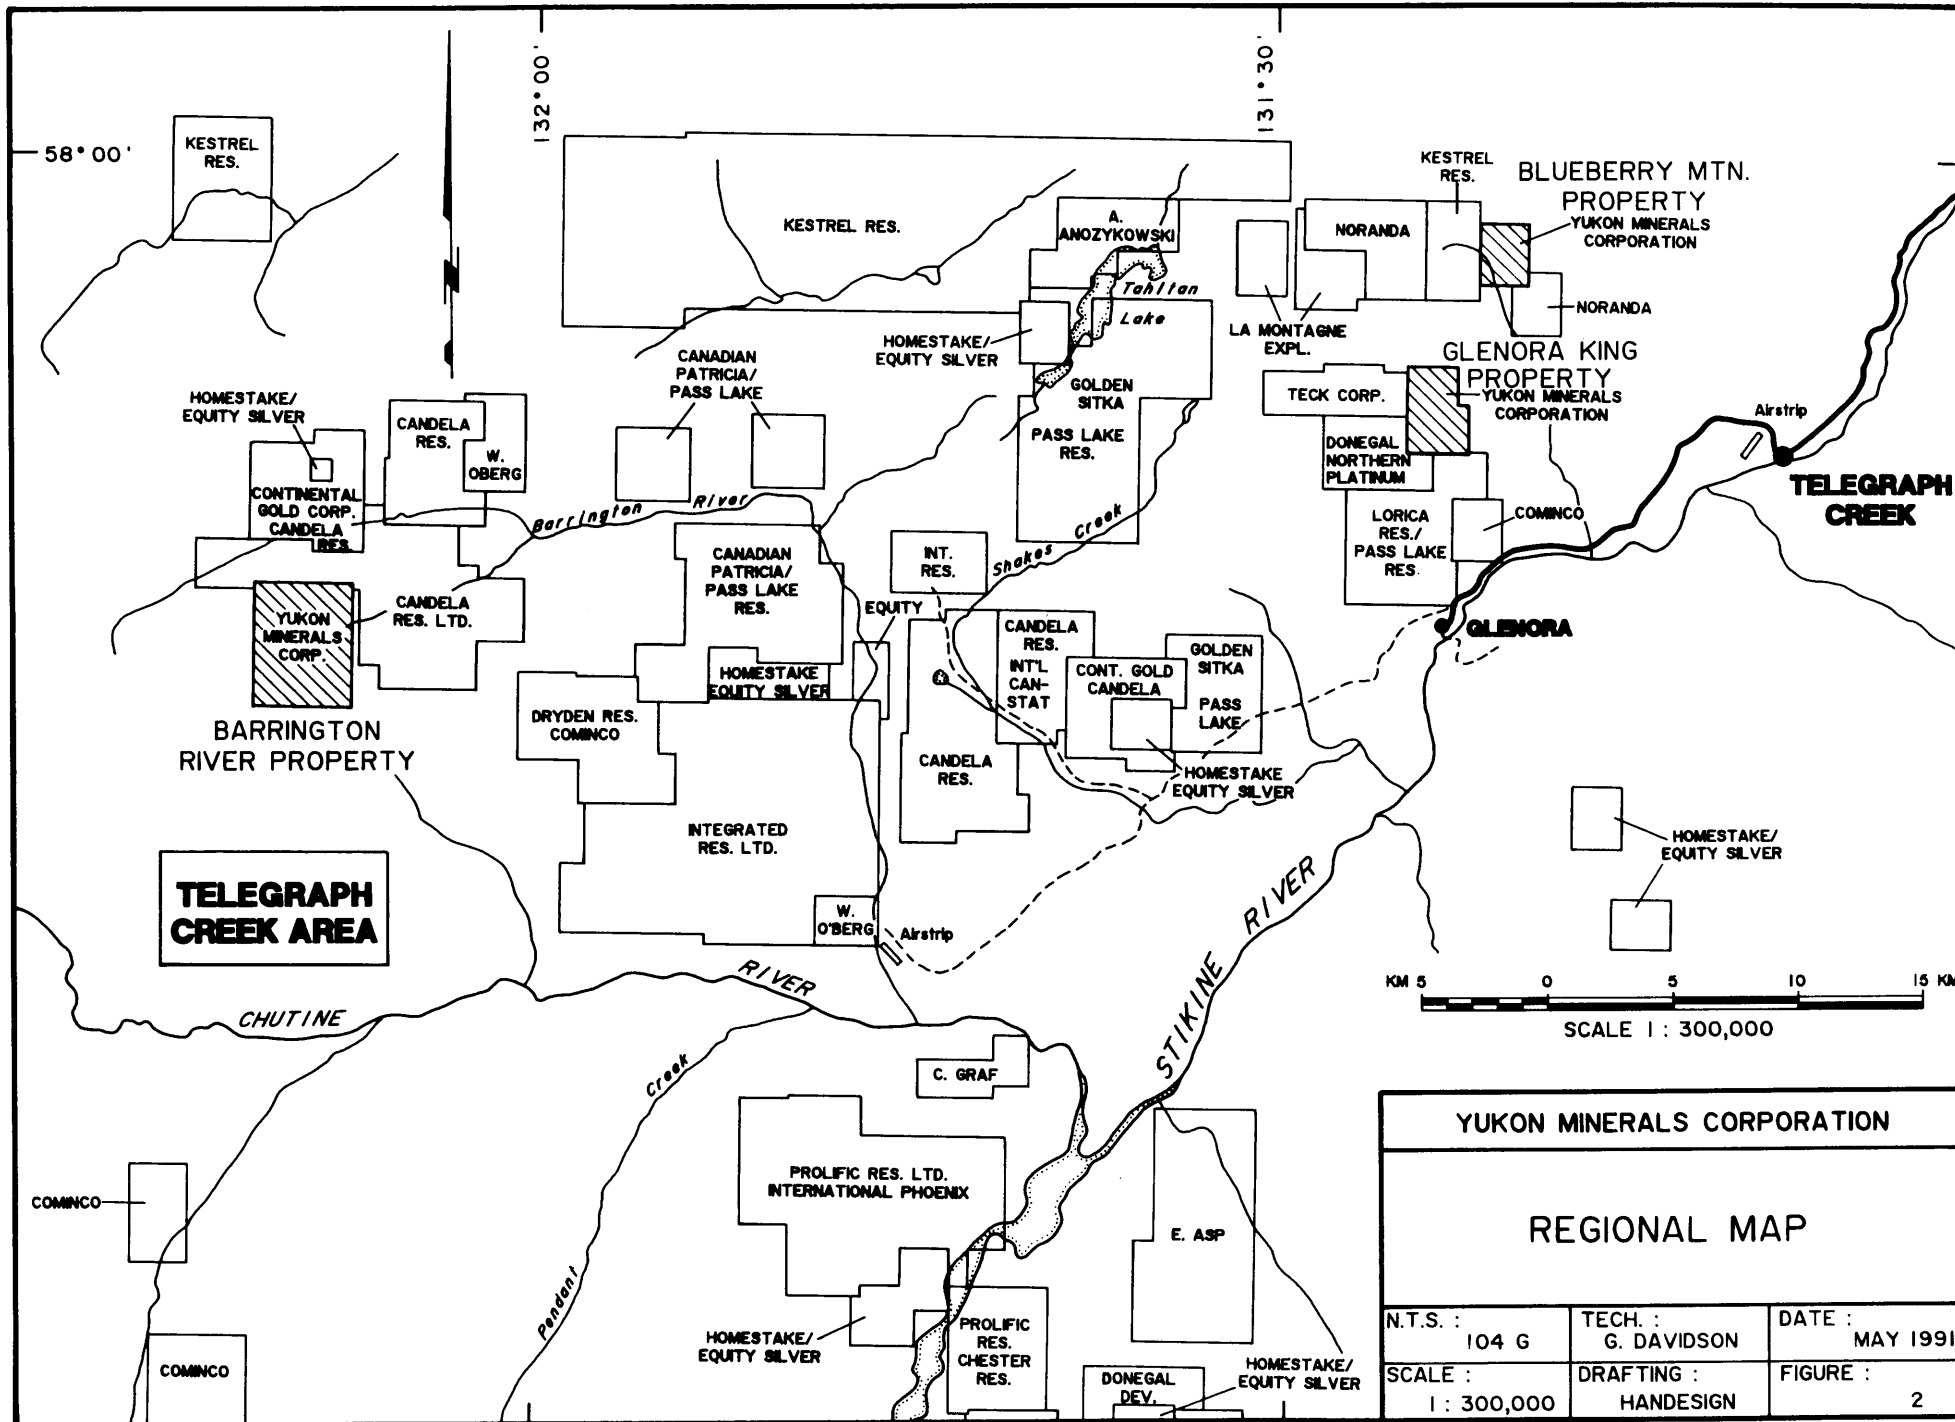 132°00'
131°30'
58°00'
KESTREL
RES.
KESTREL RES.
A.
ANOZYKOWSKI
Tahltan
Lake
KESTREL
RES.
NORANDA
BLUEBERRY MTN.
PROPERTY
YUKON MINERALS
CORPORATION
NORANDA
LA MONTAGNE
EXPL.
HOMESTAKE/
EQUITY SILVER
GLENORA KING
PROPERTY
YUKON MINERALS
CORPORATION
TECK CORP.
DONEGAL
NORTHERN
PLATINUM
Airstrip
TELEGRAPH
CREEK
LORICA
RES./
PASS LAKE
RES.
COMINCO
GLENORA
GOLDEN
SITKA
PASS LAKE
RES.
CANADIAN
PATRICIA/
PASS LAKE
HOMESTAKE/
EQUITY SILVER
CANDELA
RES.
W.
OBERG
CONTINENTAL
GOLD CORP.
CANDELA
RES.
Barrington River
Shakes Creek
YUKON
MINERALS
CORP.
CANDELA
RES. LTD.
CANADIAN
PATRICIA/
PASS LAKE
RES.
INT.
RES.
EQUITY
HOMESTAKE
EQUITY SILVER
CANDELA
RES.
INT'L
CAN-
STAT
CONT. GOLD
CANDELA
GOLDEN
SITKA
PASS
LAKE
HOMESTAKE
EQUITY SILVER
DRYDEN RES.
COMINCO
CANDELA
RES.
BARRINGTON
RIVER PROPERTY
INTEGRATED
RES. LTD.
W.
O'BERG
Airstrip
HOMESTAKE/
EQUITY SILVER
TELEGRAPH
CREEK AREA
CHUTINE RIVER
STIKINE RIVER
KM 5 0 5 10 15 KM
SCALE 1 : 300,000
C. GRAF
Pendant Creek
PROLIFIC RES. LTD.
INTERNATIONAL PHOENIX
E. ASP
COMINCO
COMINCO
HOMESTAKE/
EQUITY SILVER
PROLIFIC
RES.
CHESTER
RES.
DONEGAL
DEV.
HOMESTAKE/
EQUITY SILVER
YUKON MINERALS CORPORATION
REGIONAL MAP
N.T.S. :
104 G
TECH. :
G. DAVIDSON
DATE :
MAY 1991
SCALE :
1 : 300,000
DRAFTING :
HANDESIGN
FIGURE :
2